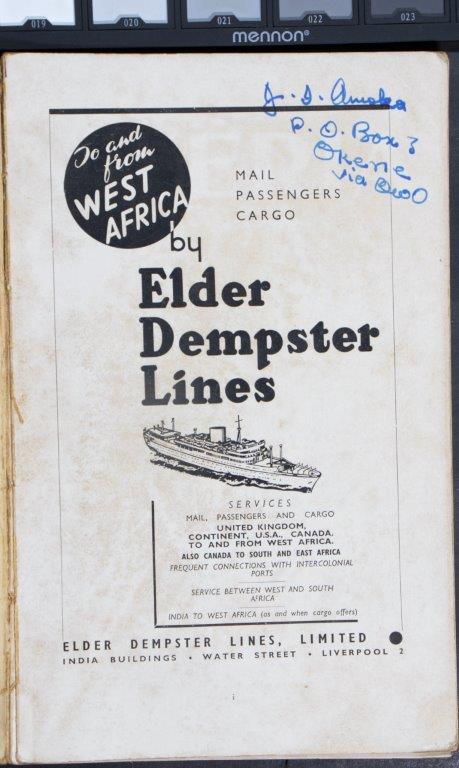 019 020 021 022 023
mennon®
J. S. Amoka
P. O. Box 3
Okene
via Owo
To and
from
WEST
AFRICA
MAIL
PASSENGERS
CARGO
by
Elder
Dempster
Lines
SERVICES
MAIL, PASSENGERS AND CARGO
UNITED KINGDOM,
CONTINENT, U.S.A., CANADA,
TO AND FROM WEST AFRICA.
ALSO CANADA TO SOUTH AND EAST AFRICA
FREQUENT CONNECTIONS WITH INTERCOLONIAL
PORTS
SERVICE BETWEEN WEST AND SOUTH
AFRICA
INDIA TO WEST AFRICA (as and when cargo offers)
ELDER DEMPSTER LINES, LIMITED
INDIA BUILDINGS • WATER STREET • LIVERPOOL 2
i